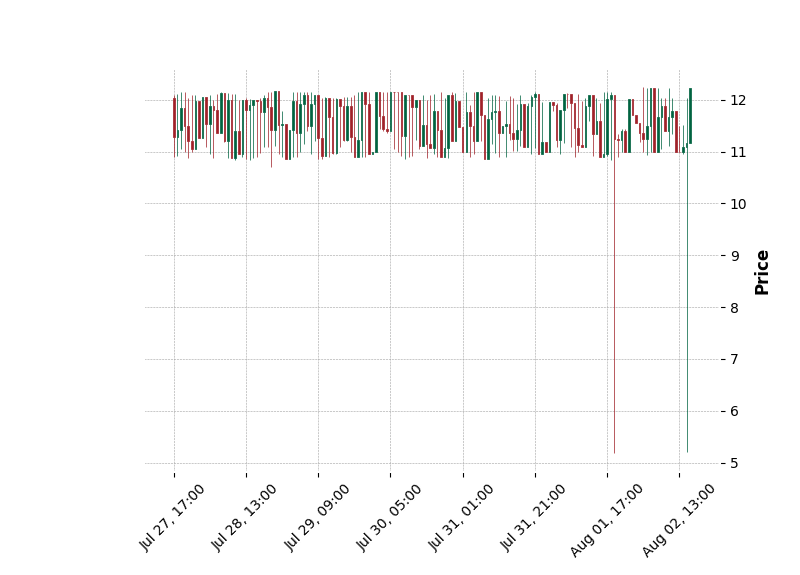 12
11
10
9
8
7
6
5
Price
Jul 27, 17:00
Jul 28, 13:00
Jul 29, 09:00
Jul 30, 05:00
Jul 31, 01:00
Jul 31, 21:00
Aug 01, 17:00
Aug 02, 13:00